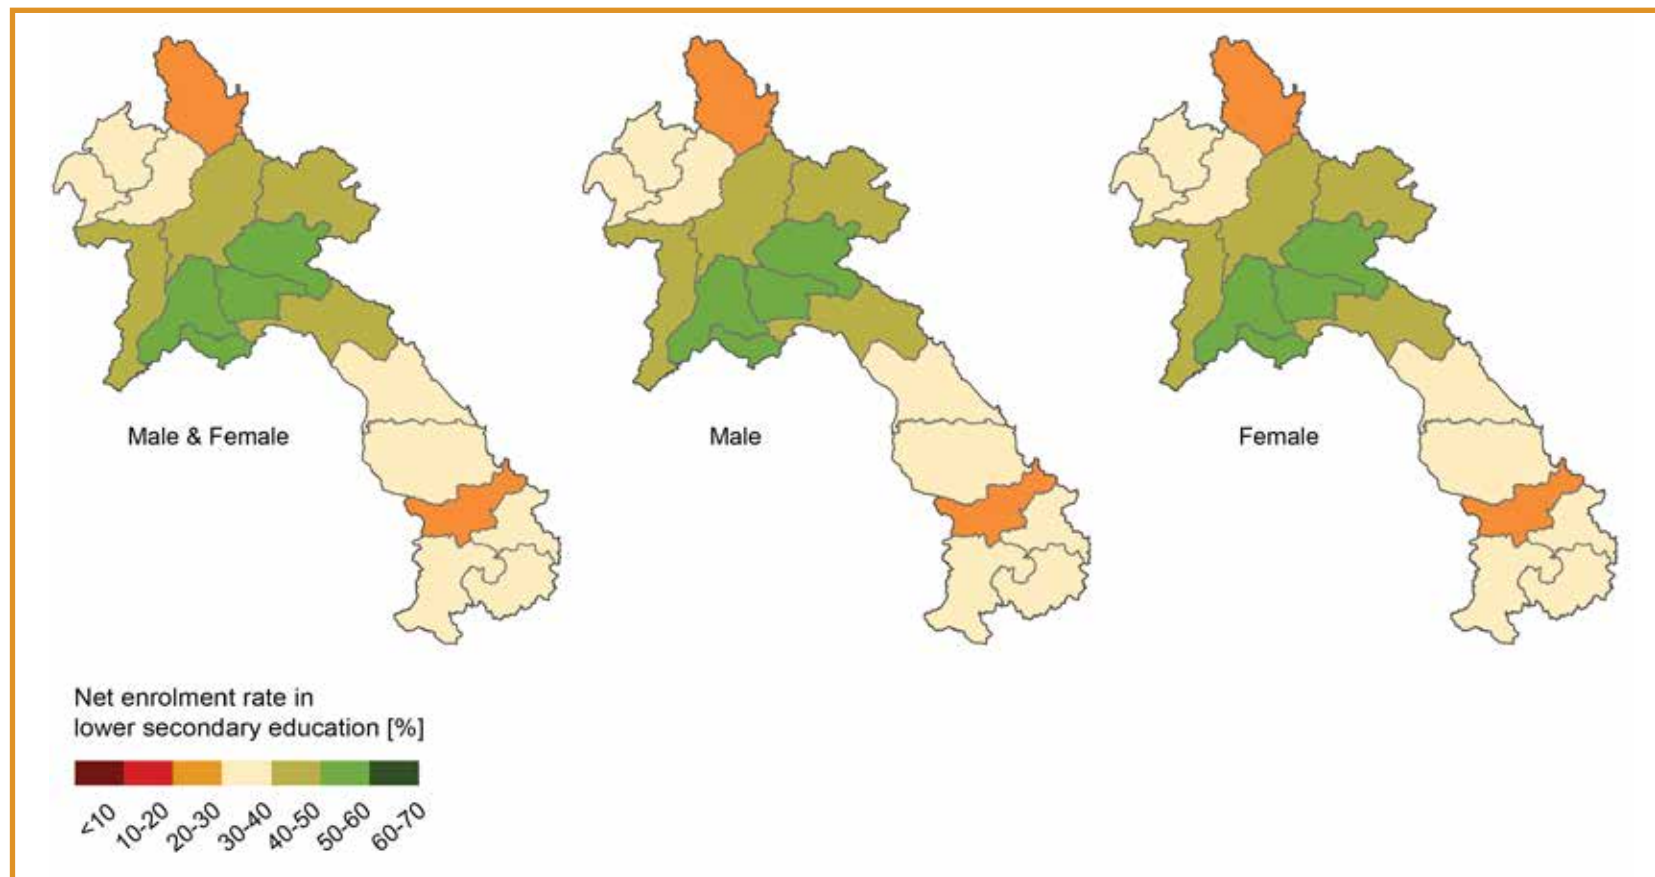 Male & Female
Male
Female
Net enrolment rate in
lower secondary education [%]
<10
10-20
20-30
30-40
40-50
50-60
60-70